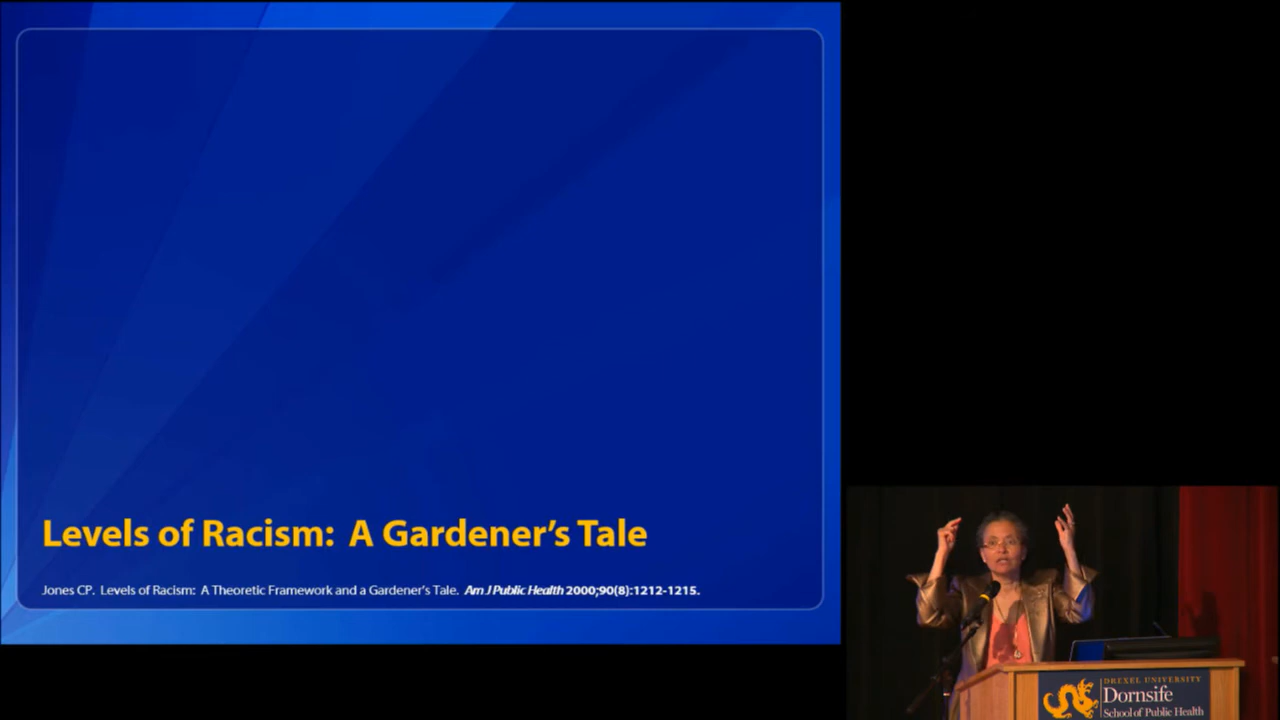 Levels of Racism: A Gardener's Tale
Jones CP. Levels of Racism: A Theoretic Framework and a Gardener's Tale. Am J Public Health 2000;90(8):1212-1215.
DREXEL UNIVERSITY
Dornsife
School of Public Health